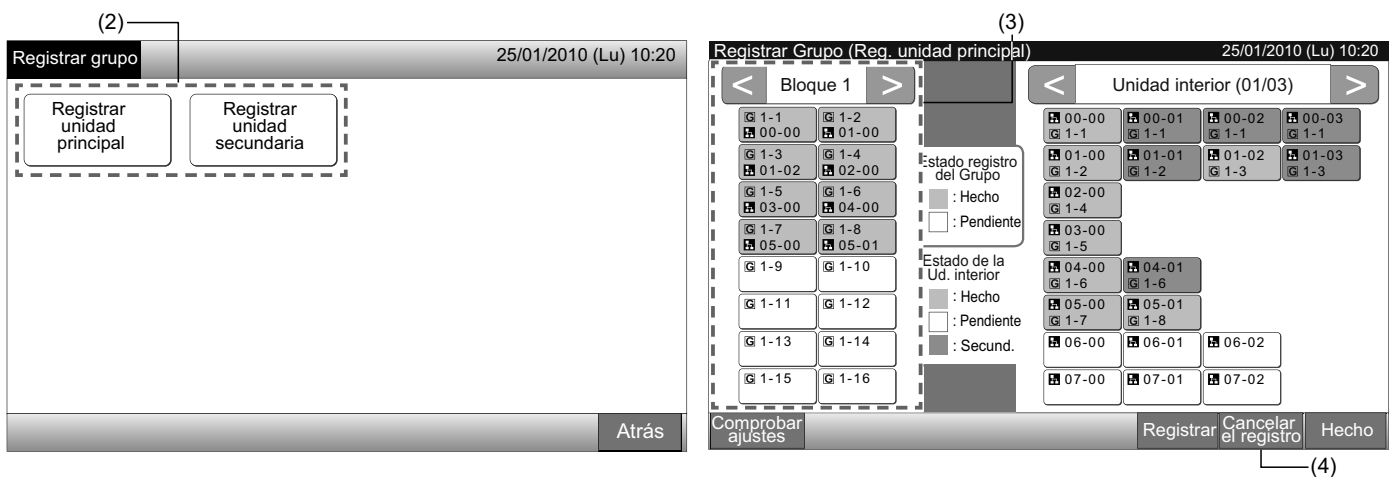 (2)
Registrar grupo
25/01/2010 (Lu) 10:20
Registrar
unidad
principal
Registrar
unidad
secundaria
Atrás
(3)
Registrar Grupo (Reg. unidad principal)
25/01/2010 (Lu) 10:20
< Bloque 1 >
G 1-1 G 1-2
00-00 01-00
G 1-3 G 1-4
01-02 02-00
G 1-5 G 1-6
03-00 04-00
G 1-7 G 1-8
05-00 05-01
G 1-9 G 1-10
G 1-11 G 1-12
G 1-13 G 1-14
G 1-15 G 1-16
Estado registro
del Grupo
: Hecho
: Pendiente
Estado de la
Ud. interior
: Hecho
: Pendiente
: Secund.
< Unidad interior (01/03) >
00-00 00-01 00-02 00-03
G 1-1 G 1-1 G 1-1 G 1-1
01-00 01-01 01-02 01-03
G 1-2 G 1-2 G 1-3 G 1-3
02-00
G 1-4
03-00
G 1-5
04-00 04-01
G 1-6 G 1-6
05-00 05-01
G 1-7 G 1-8
06-00 06-01 06-02
07-00 07-01 07-02
Comprobar
ajustes
Registrar
Cancelar
el registro
Hecho
(4)